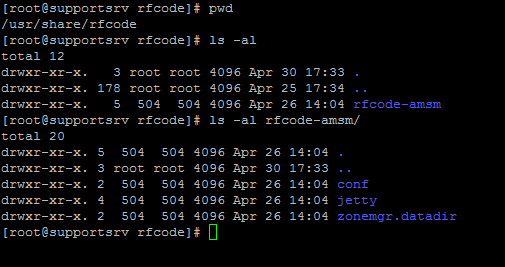 [root@supportsrv rfcode]# pwd
/usr/share/rfcode
[root@supportsrv rfcode]# ls -al
total 12
drwxr-xr-x.   3 root root 4096 Apr 30 17:33 .
drwxr-xr-x. 178 root root 4096 Apr 25 17:34 ..
drwxr-xr-x.   5  504  504 4096 Apr 26 14:04 rfcode-amsm
[root@supportsrv rfcode]# ls -al rfcode-amsm/
total 20
drwxr-xr-x. 5  504  504 4096 Apr 26 14:04 .
drwxr-xr-x. 3 root root 4096 Apr 30 17:33 ..
drwxr-xr-x. 2  504  504 4096 Apr 26 14:04 conf
drwxr-xr-x. 4  504  504 4096 Apr 26 14:04 jetty
drwxr-xr-x. 2  504  504 4096 Apr 26 14:04 zonemgr.datadir
[root@supportsrv rfcode]#